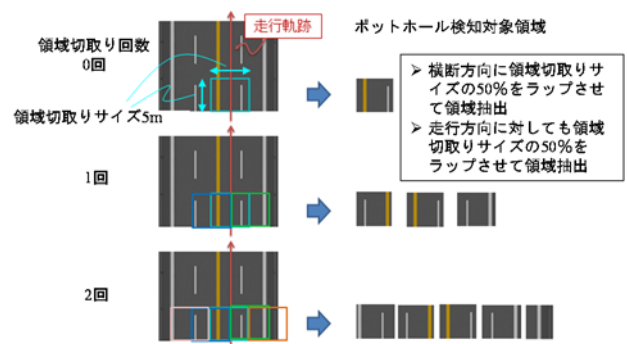 走行軌跡
ポットホール検知対象領域
領域切取り回数
0回
領域切取りサイズ5m
➢ 横断方向に領域切取りサ
イズの50％をラップさせ
て領域抽出
➢ 走行方向に対しても領域
切取りサイズの50％を
ラップさせて領域抽出
1回
2回